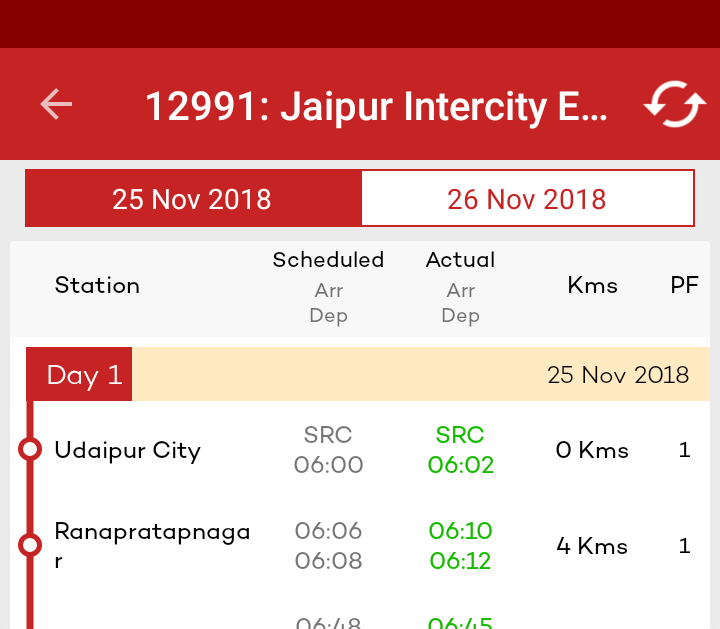 12991: Jaipur Intercity E...
25 Nov 2018 26 Nov 2018
Station Scheduled Arr Dep Actual Arr Dep Kms PF
Day 1 25 Nov 2018
Udaipur City SRC 06:00 SRC 06:02 0 Kms 1
Ranapratapnaga
r 06:06 06:08 06:10 06:12 4 Kms 1
06:48 06:45